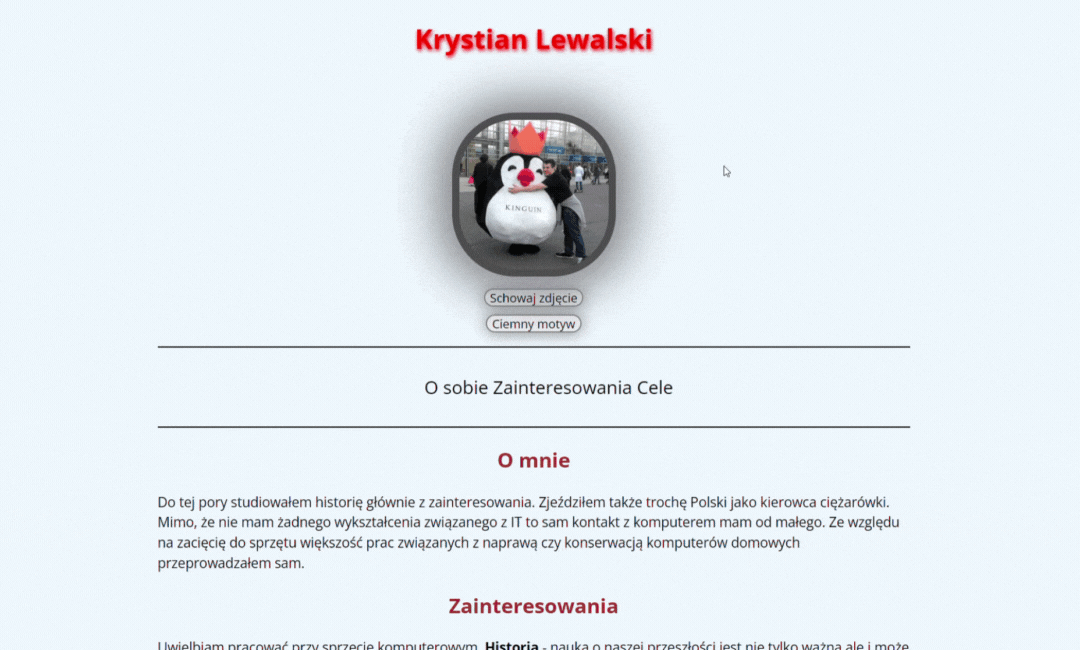 Krystian Lewalski
KINGUIN
Schowaj zdjęcie
Ciemny motyw
O sobie Zainteresowania Cele
O mnie
Do tej pory studiowałem historię głównie z zainteresowania. Zjeździłem także trochę Polski jako kierowca ciężarówki.
Mimo, że nie mam żadnego wykształcenia związanego z IT to sam kontakt z komputerem mam od małego. Ze względu
na zacięcię do sprzętu większość prac związanych z naprawą czy konserwacją komputerów domowych
przeprowadzałem sam.
Zainteresowania
Uwielbiam pracować przy sprzęcie komputerowym. Historia - nauka o naszej przeszłości jest nie tylko ważna ale i może